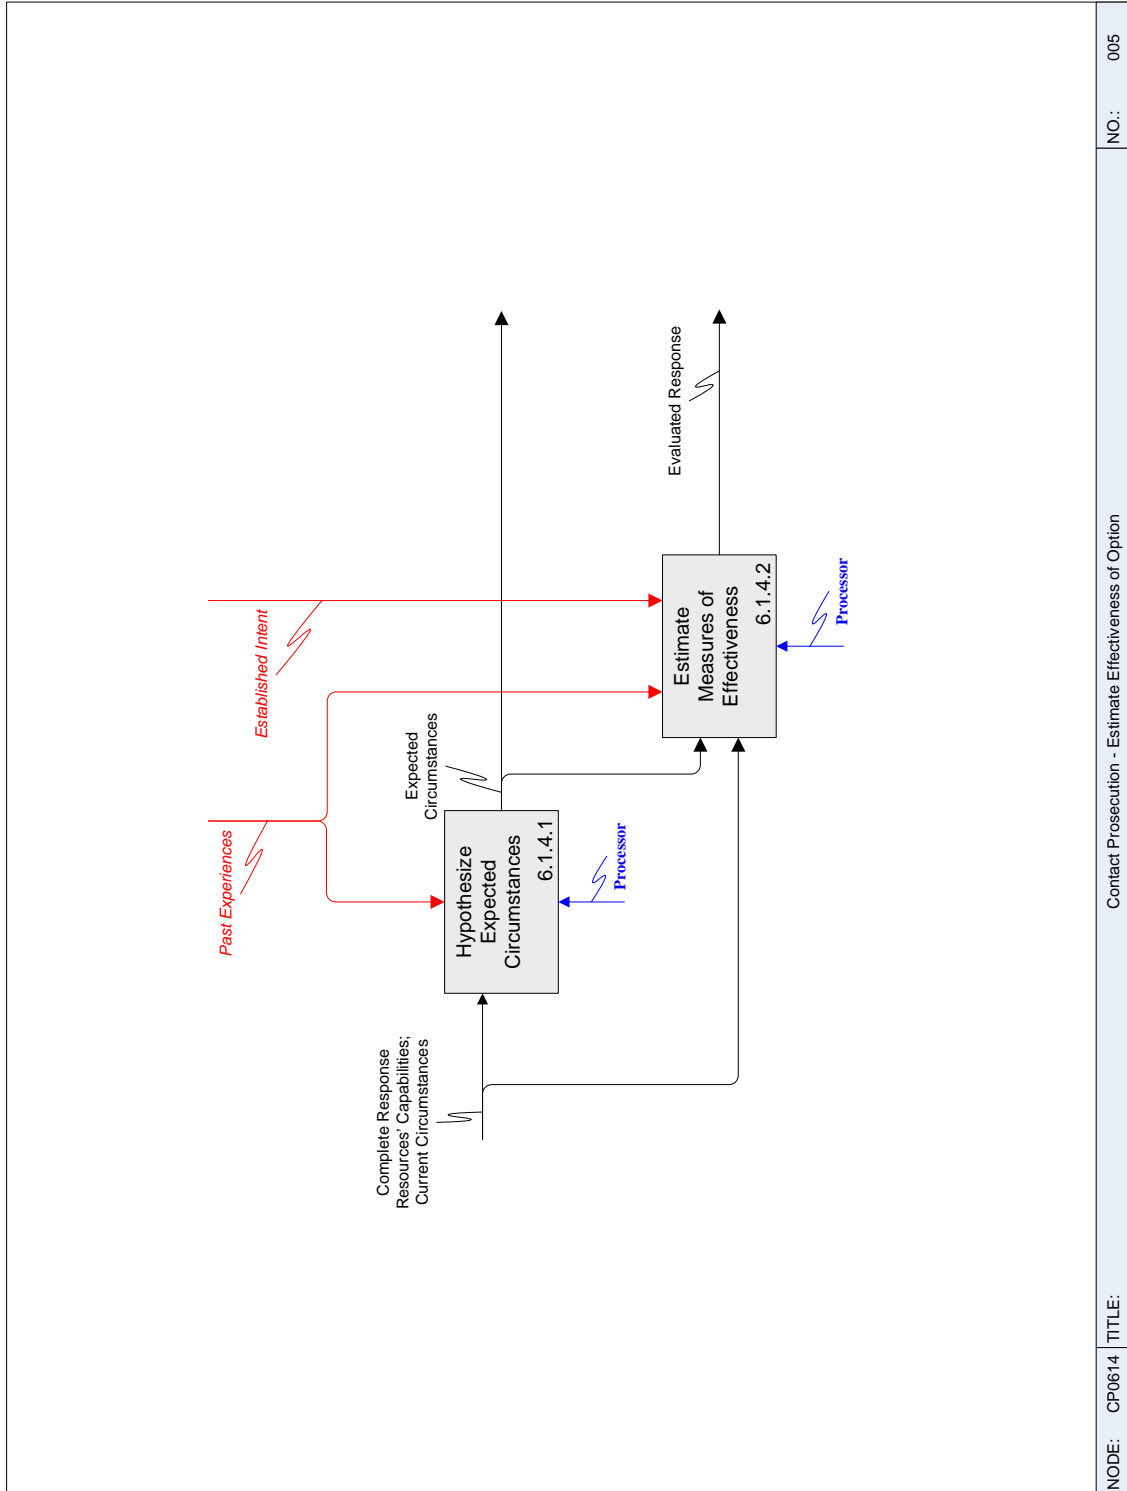 Past Experiences
Established Intent
Complete Response
Resources' Capabilities;
Current Circumstances
Hypothesize
Expected
Circumstances
6.1.4.1
Processor
Expected
Circumstances
Estimate
Measures of
Effectiveness
6.1.4.2
Processor
Evaluated Response
NODE: CP0614 TITLE: Contact Prosecution - Estimate Effectiveness of Option NO.: 005